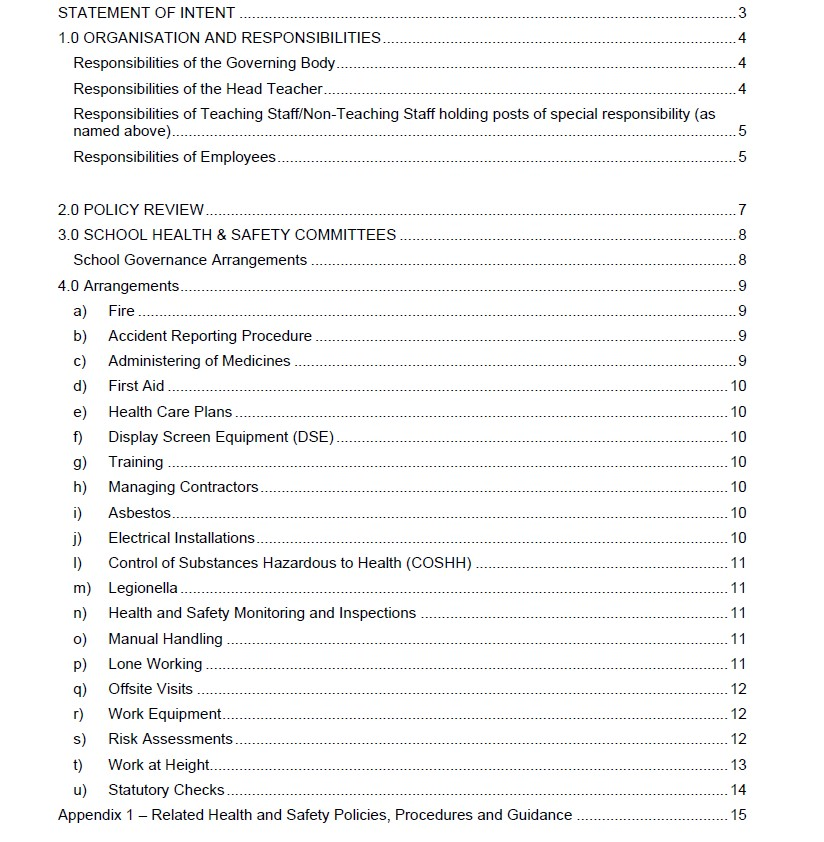 STATEMENT OF INTENT ........................................ 3
1.0 ORGANISATION AND RESPONSIBILITIES ........................................ 4
Responsibilities of the Governing Body ........................................ 4
Responsibilities of the Head Teacher ........................................ 4
Responsibilities of Teaching Staff/Non-Teaching Staff holding posts of special responsibility (as
named above) ........................................ 5
Responsibilities of Employees ........................................ 5
2.0 POLICY REVIEW ........................................ 7
3.0 SCHOOL HEALTH & SAFETY COMMITTEES ........................................ 8
School Governance Arrangements ........................................ 8
4.0 Arrangements ........................................ 9
a) Fire ........................................ 9
b) Accident Reporting Procedure ........................................ 9
c) Administering of Medicines ........................................ 9
d) First Aid ........................................ 10
e) Health Care Plans ........................................ 10
f) Display Screen Equipment (DSE) ........................................ 10
g) Training ........................................ 10
h) Managing Contractors ........................................ 10
i) Asbestos ........................................ 10
j) Electrical Installations ........................................ 10
l) Control of Substances Hazardous to Health (COSHH) ........................................ 11
m) Legionella ........................................ 11
n) Health and Safety Monitoring and Inspections ........................................ 11
o) Manual Handling ........................................ 11
p) Lone Working ........................................ 11
q) Offsite Visits ........................................ 12
r) Work Equipment ........................................ 12
s) Risk Assessments ........................................ 12
t) Work at Height ........................................ 13
u) Statutory Checks ........................................ 14
Appendix 1 – Related Health and Safety Policies, Procedures and Guidance ........................................ 15